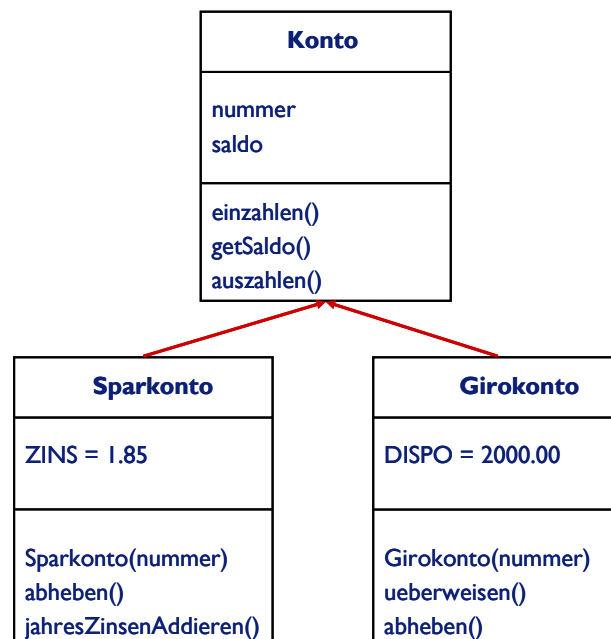 Konto
nummer
saldo
einzahlen()
getSaldo()
auszahlen()
Sparkonto
ZINS = 1.85
Sparkonto(nummer)
abheben()
jahresZinsenAddieren()
Girokonto
DISPO = 2000.00
Girokonto(nummer)
ueberweisen()
abheben()